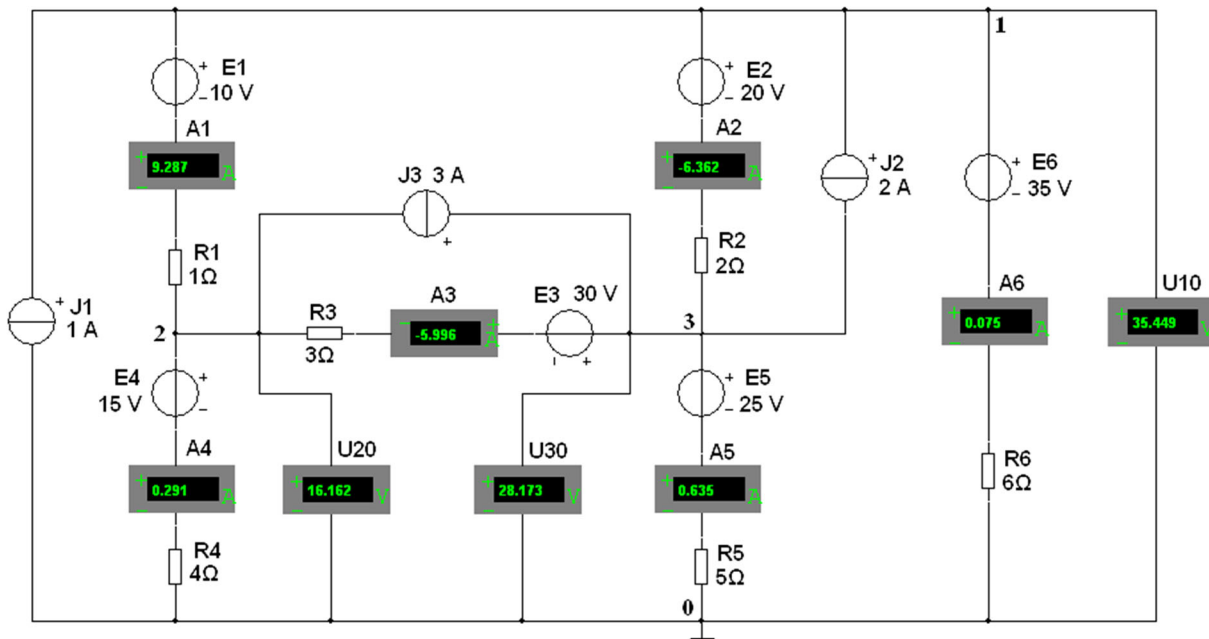 1
+ E1
− 10 V
+ E2
− 20 V
A1
+ 9.287 A
−
A2
+ -6.362 A
−
J3 3 A
+
+ J2
2 A
+ E6
− 35 V
R1
1Ω
R2
2Ω
+ J1
1 A
A3
− -5.996 + A
E3 30 V
− +
R3
3Ω
2
3
A6
+ 0.075 A
−
U10
+ 35.449 V
−
E4 +
15 V −
+ E5
− 25 V
A4
+ 0.291 A
−
U20
+ 16.162 V
−
U30
+ 28.173 V
−
A5
+ 0.635 A
−
R6
6Ω
R4
4Ω
R5
5Ω
0